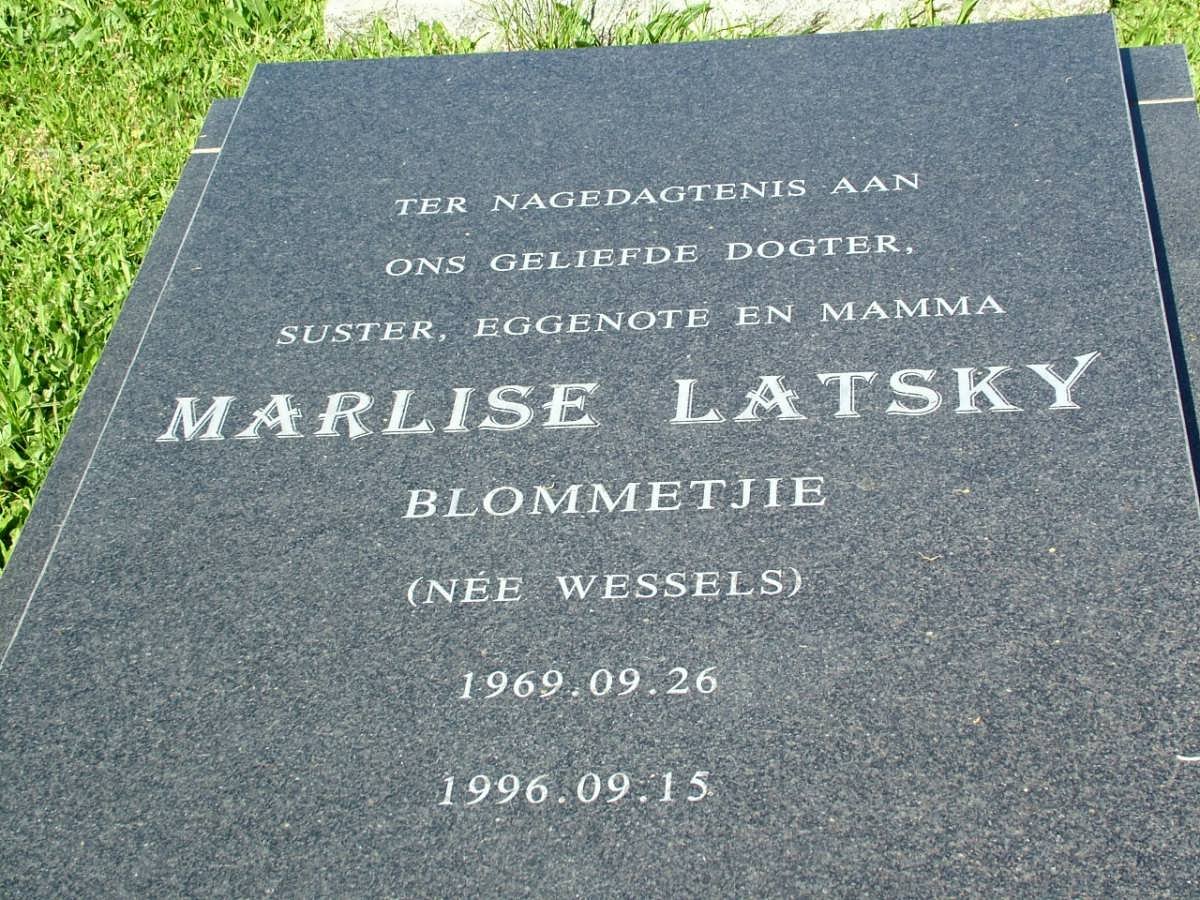 TER NAGEDAGTENIS AAN
ONS GELIEFDE DOGTER,
SUSTER, EGGENOTE EN MAMMA
MARLISE LATSKY
BLOMMETJIE
(NÉE WESSELS)
1969.09.26
1996.09.15